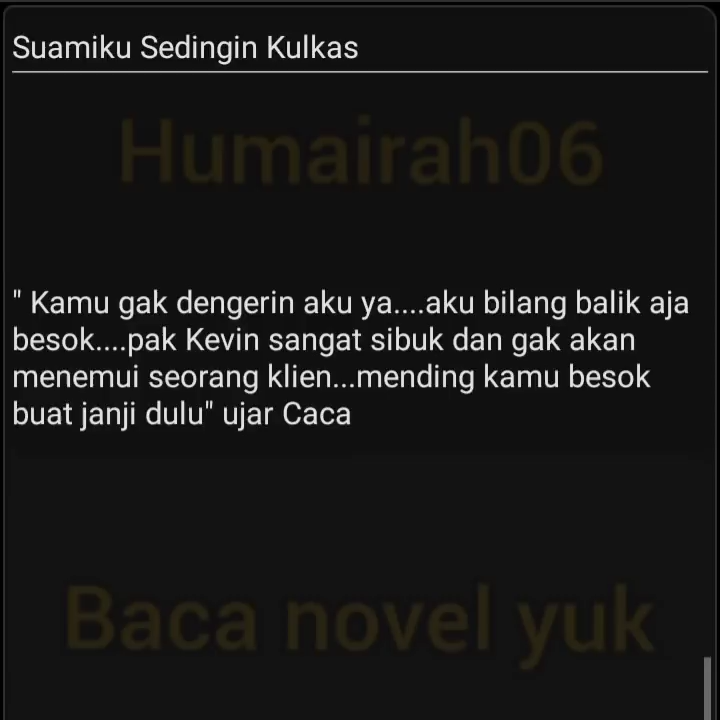 Suamiku Sedingin Kulkas
Humairah06
" Kamu gak dengerin aku ya....aku bilang balik aja
besok....pak Kevin sangat sibuk dan gak akan
menemui seorang klien...mending kamu besok
buat janji dulu" ujar Caca
Baca novel yuk